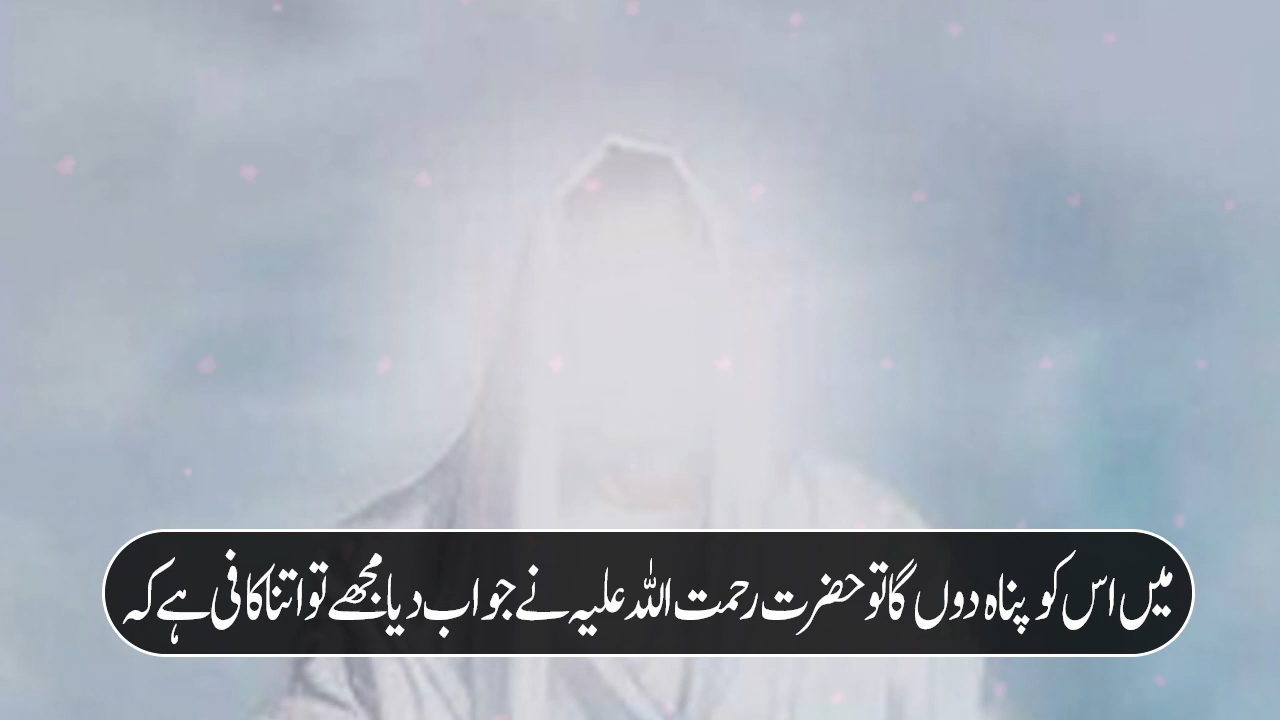 میں اس کو پناہ دوں گا تو حضرت رحمت اللہ علیہ نے جواب دیا مجھے تو اتنا کافی ہے کہ